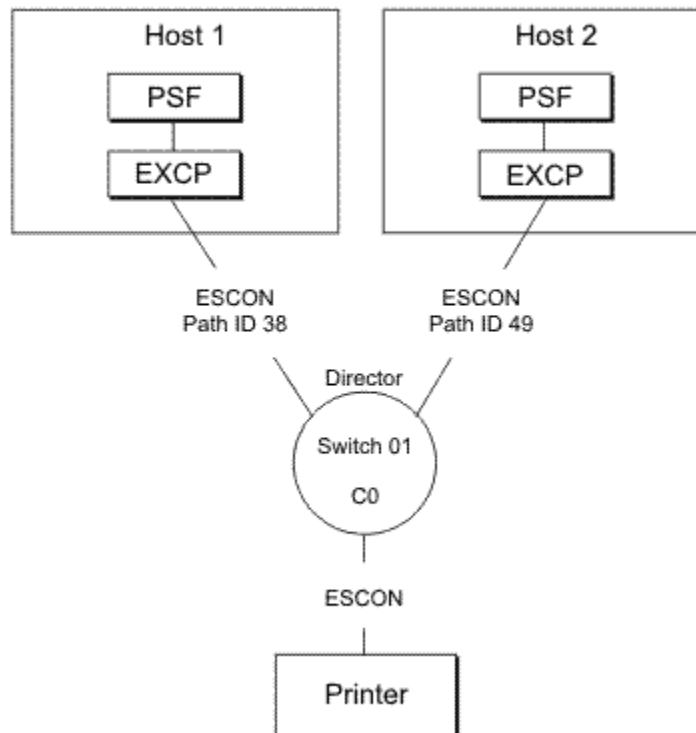 Host 1
PSF
EXCP
Host 2
PSF
EXCP
ESCON
Path ID 38
ESCON
Path ID 49
Director
Switch 01
C0
ESCON
Printer